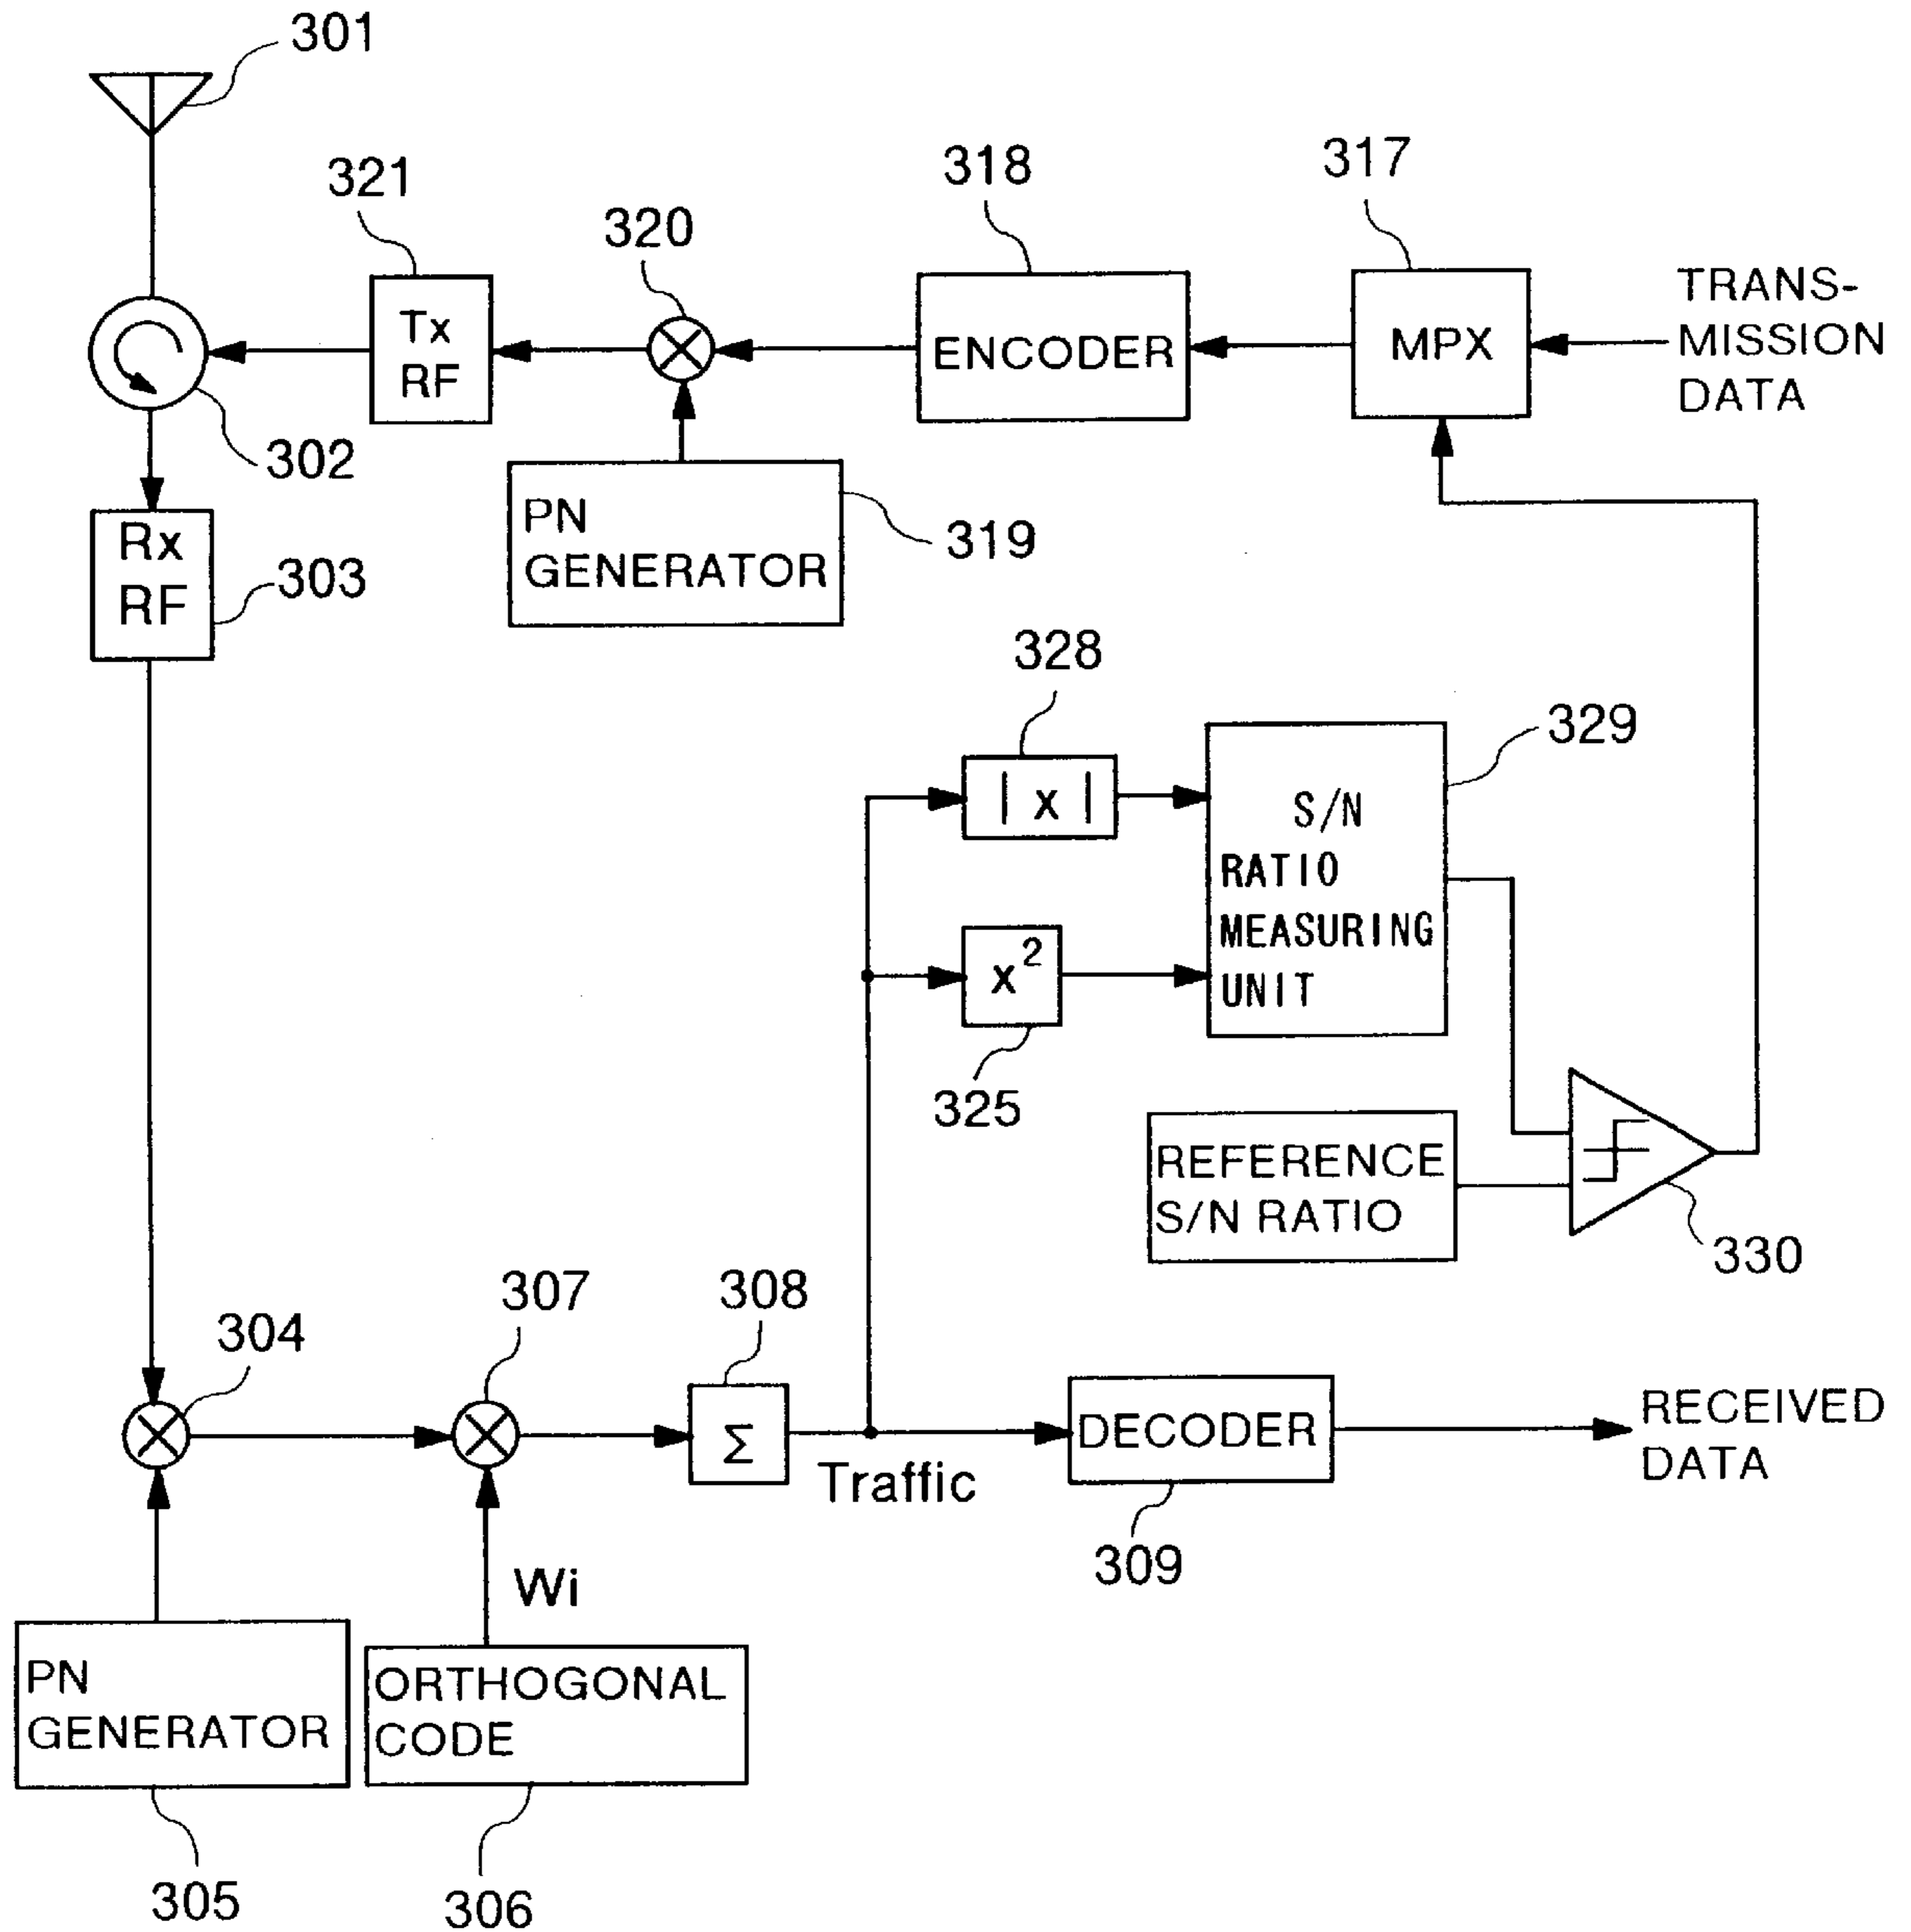 301
321
320
318
317
Tx
RF
ENCODER
MPX
TRANS-
MISSION
DATA
302
PN
GENERATOR
319
Rx
RF
303
328
| x |
329
S/N
RATIO
MEASURING
UNIT
x²
325
REFERENCE
S/N RATIO
330
304
307
308
Σ
Traffic
DECODER
309
RECEIVED
DATA
Wi
PN
GENERATOR
ORTHOGONAL
CODE
305
306